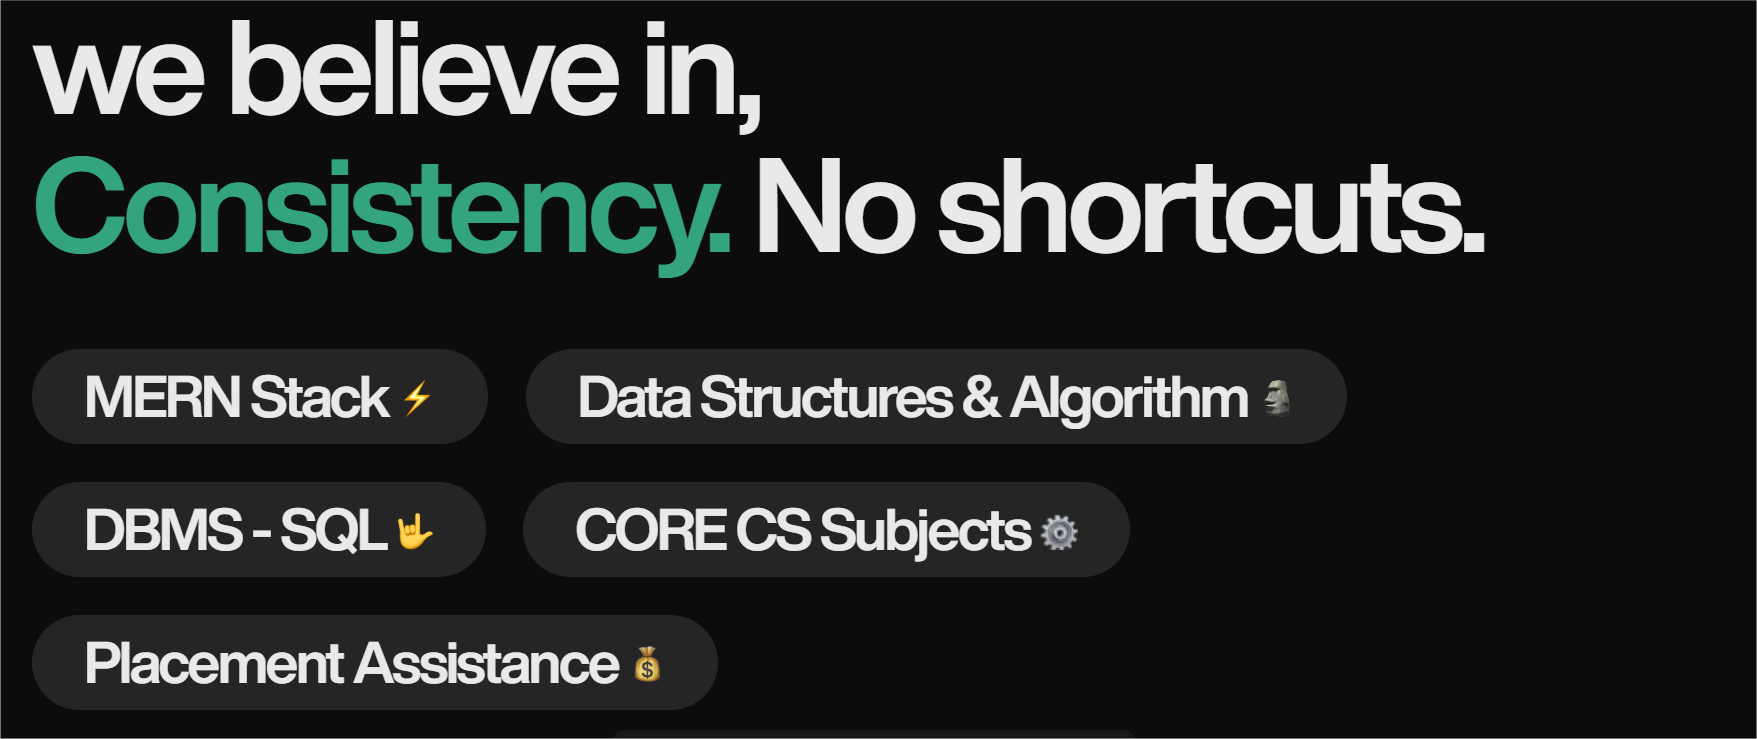 we believe in,
Consistency. No shortcuts.
MERN Stack ⚡
Data Structures & Algorithm 🗿
DBMS - SQL 🤟
CORE CS Subjects ⚙️
Placement Assistance 💰